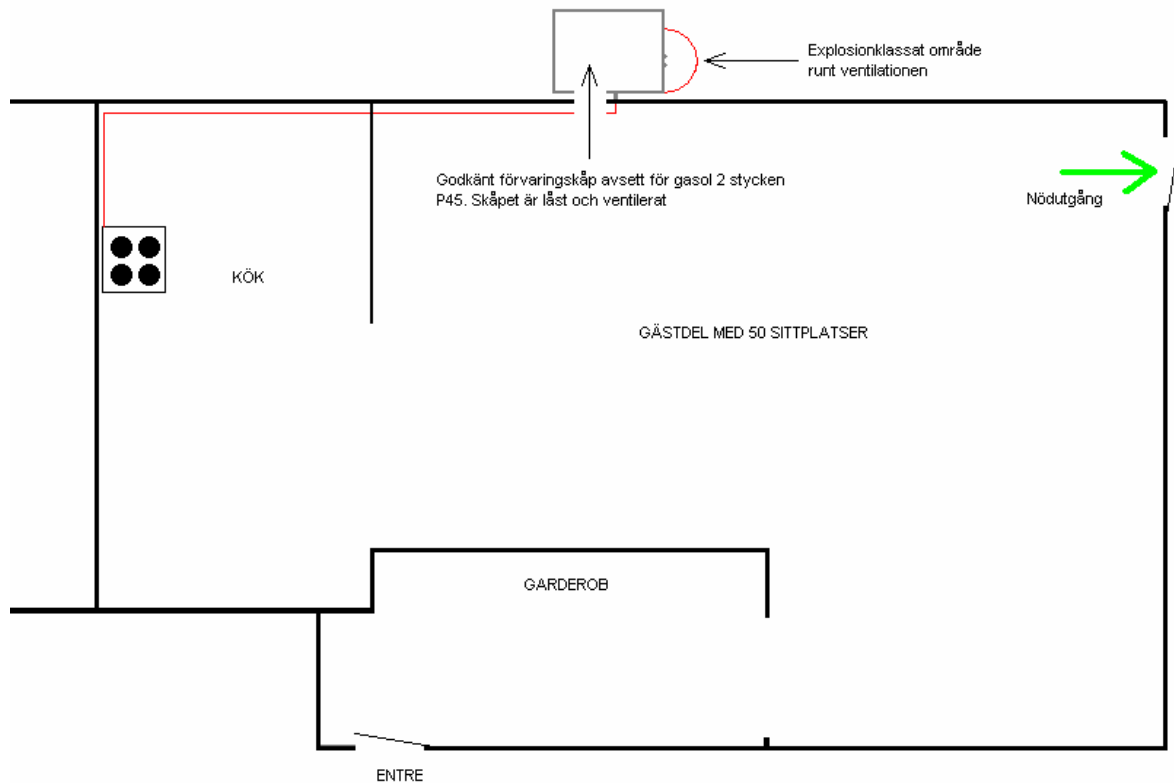 Explosionklassat område
runt ventilationen
Godkänt förvaringskåp avsett för gasol 2 stycken
P45. Skåpet är låst och ventilerat
Nödutgång
KÖK
GÄSTDEL MED 50 SITTPLATSER
GARDEROB
ENTRE